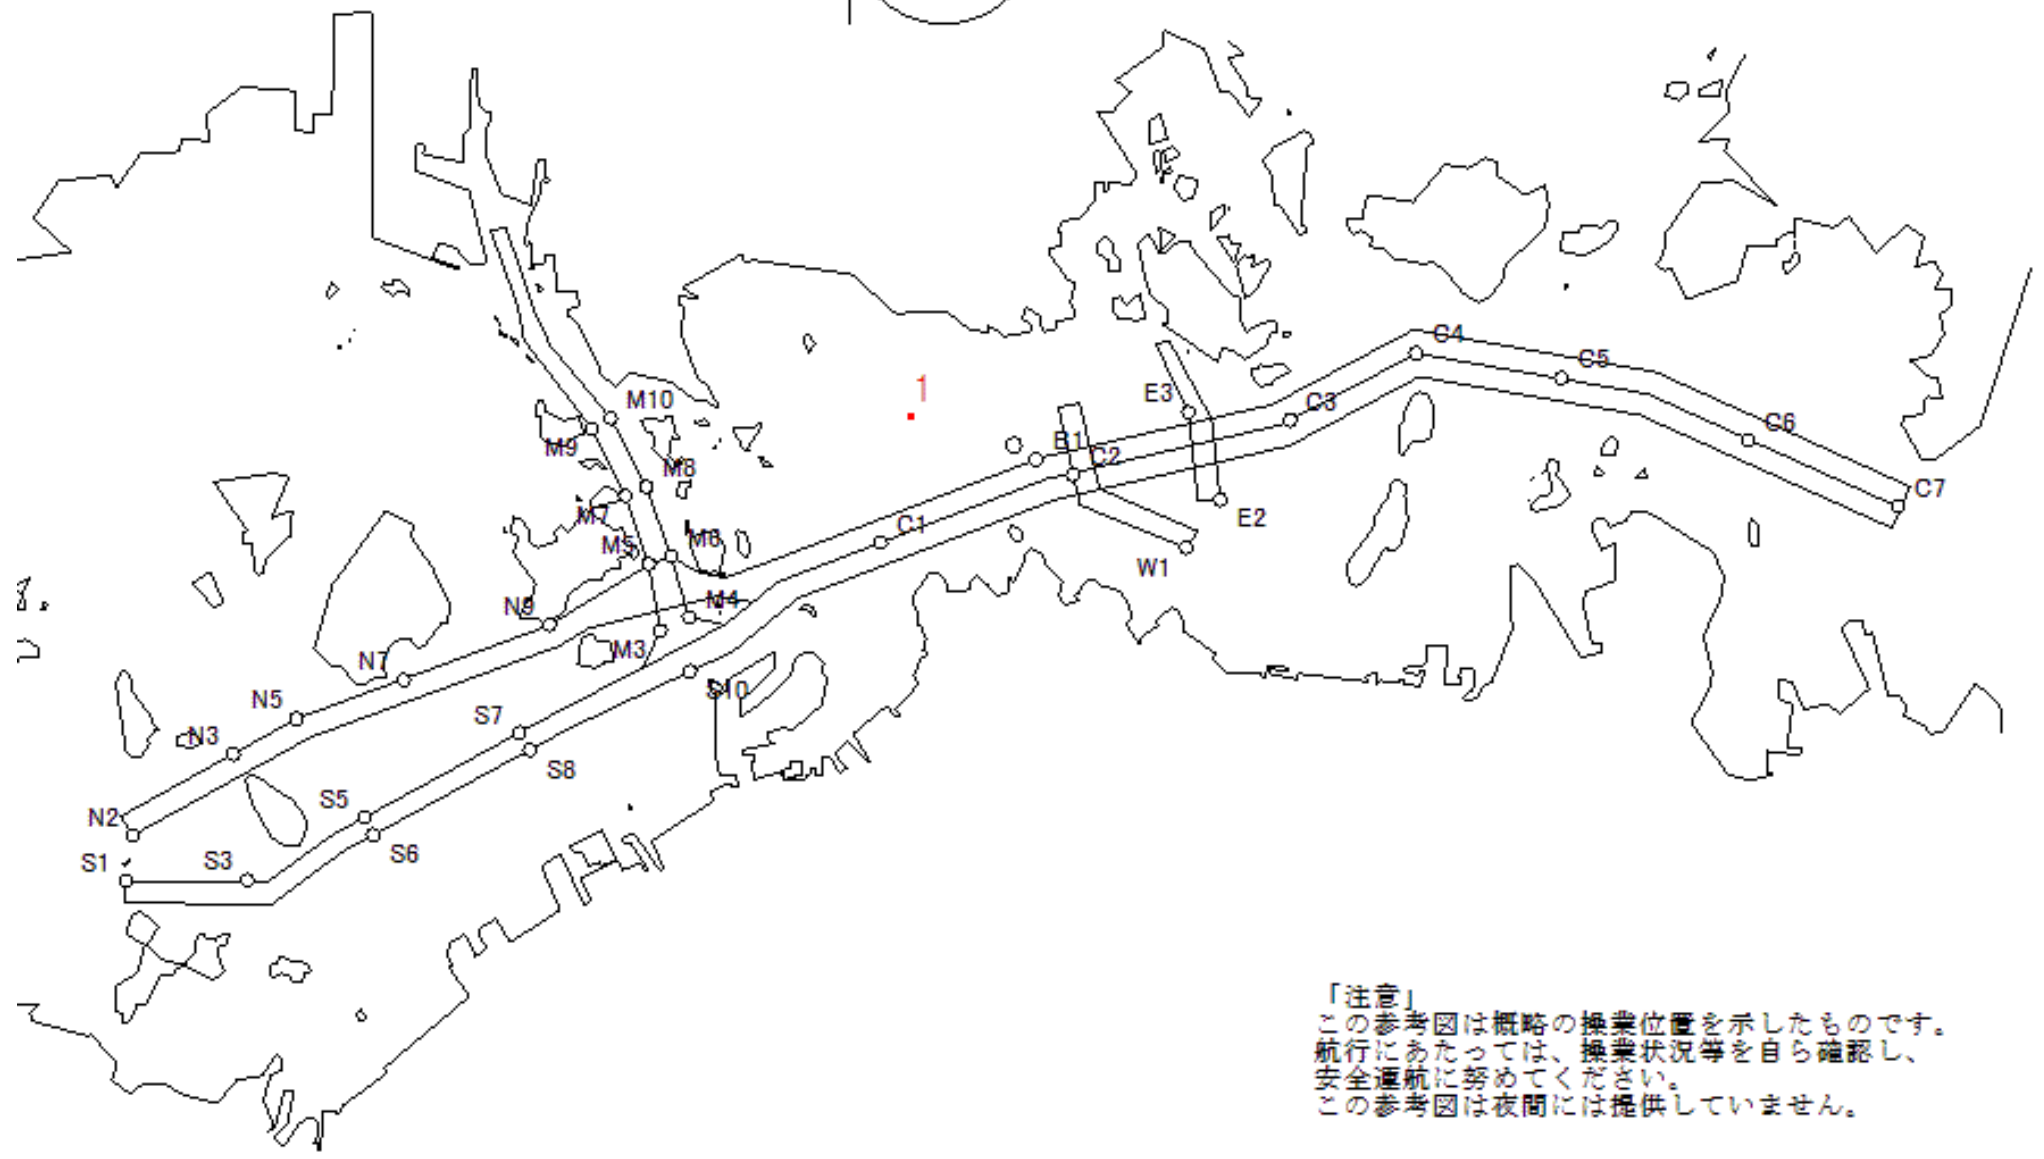 C4
C5
1
E3
M10
C3
C6
M9
B1
C2
M8
C7
M7
E2
C1
M5
M6
W1
N9
M4
M3
N7
S10
N5
S7
N3
S8
S5
N2
S6
S1
S3
「注意」
この参考図は概略の操業位置を示したものです。
航行にあたっては、操業状況等を自ら確認し、
安全運航に努めてください。
この参考図は夜間には提供していません。